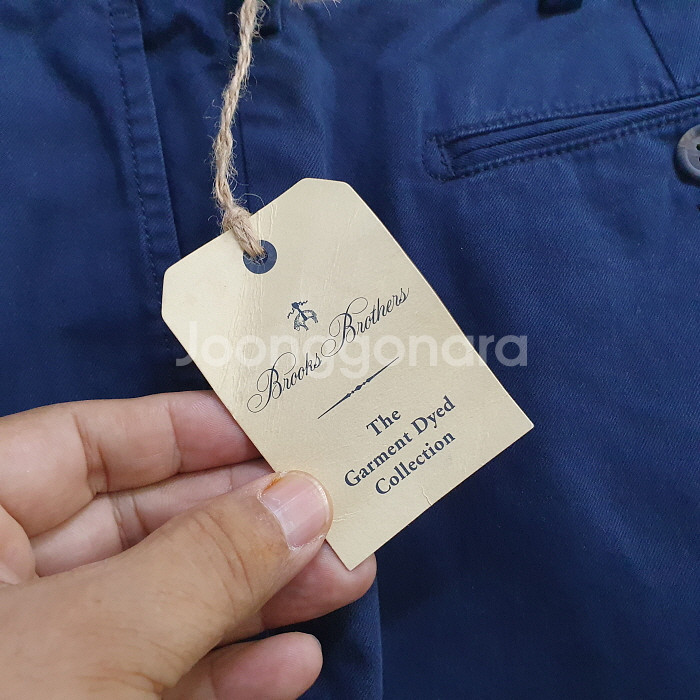 Brooks Brothers
Joonggonara
The
Garment Dyed
Collection